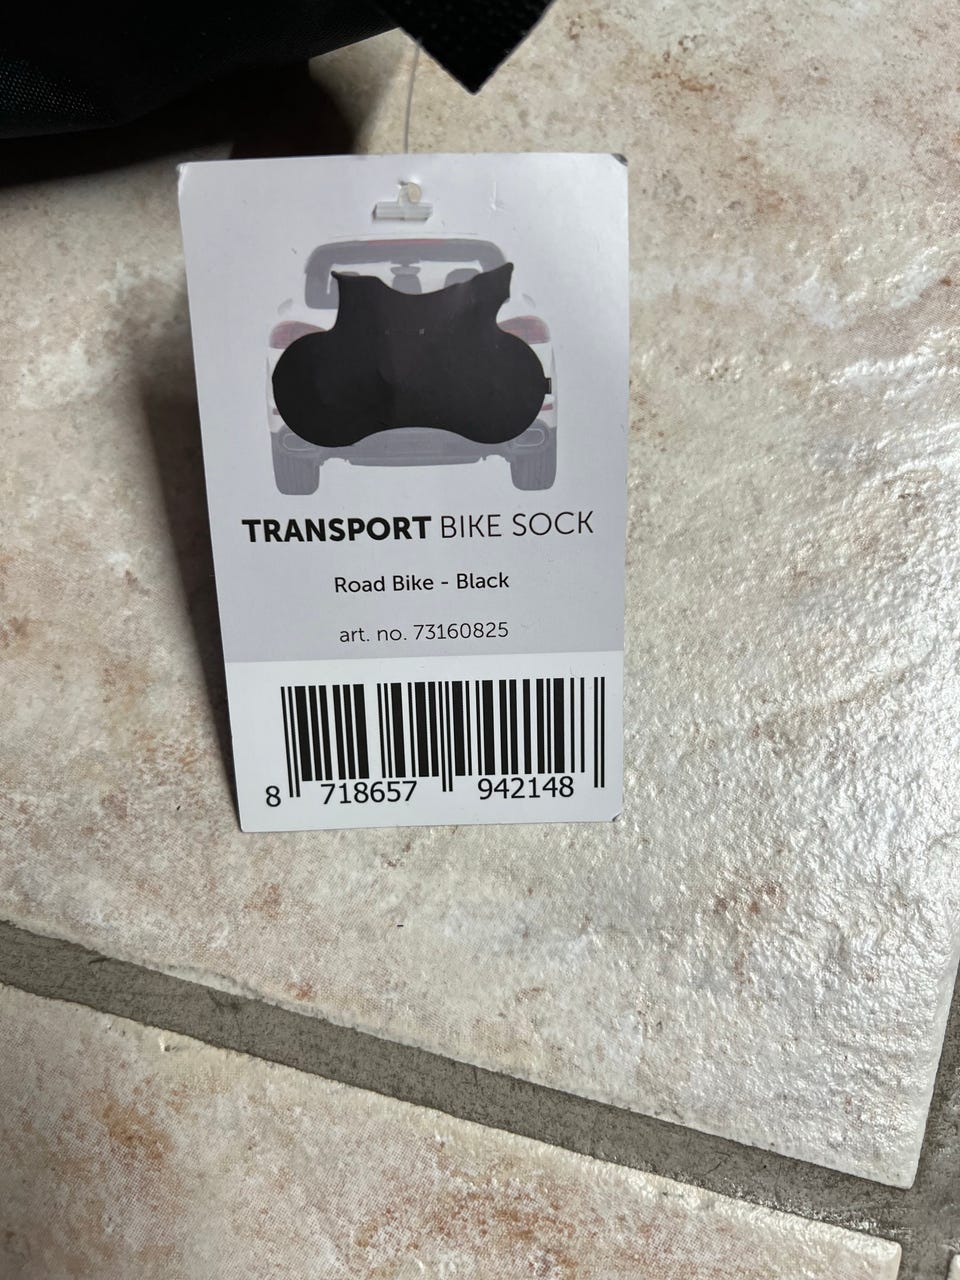 TRANSPORT BIKE SOCK
Road Bike - Black
art. no. 73160825
8 718657 942148